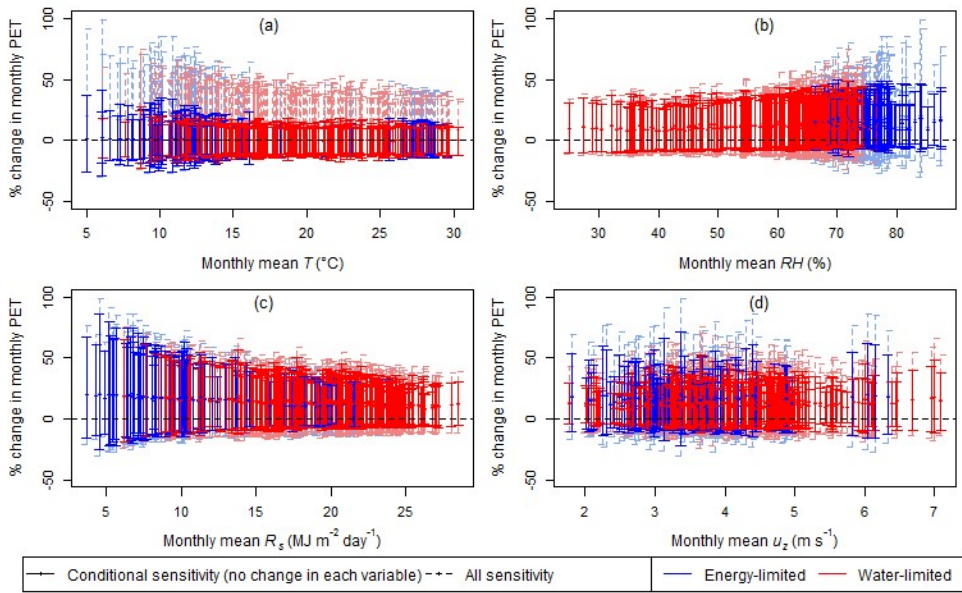 (a)
(b)
% change in monthly PET
-50 0 50 100
5 10 15 20 25 30
Monthly mean T (°C)
% change in monthly PET
-50 0 50 100
30 40 50 60 70 80
Monthly mean RH (%)
(c)
(d)
% change in monthly PET
-50 0 50 100
5 10 15 20 25
Monthly mean R_s (MJ m⁻² day⁻¹)
% change in monthly PET
-50 0 50 100
2 3 4 5 6 7
Monthly mean u_z (m s⁻¹)
Conditional sensitivity (no change in each variable) All sensitivity Energy-limited Water-limited